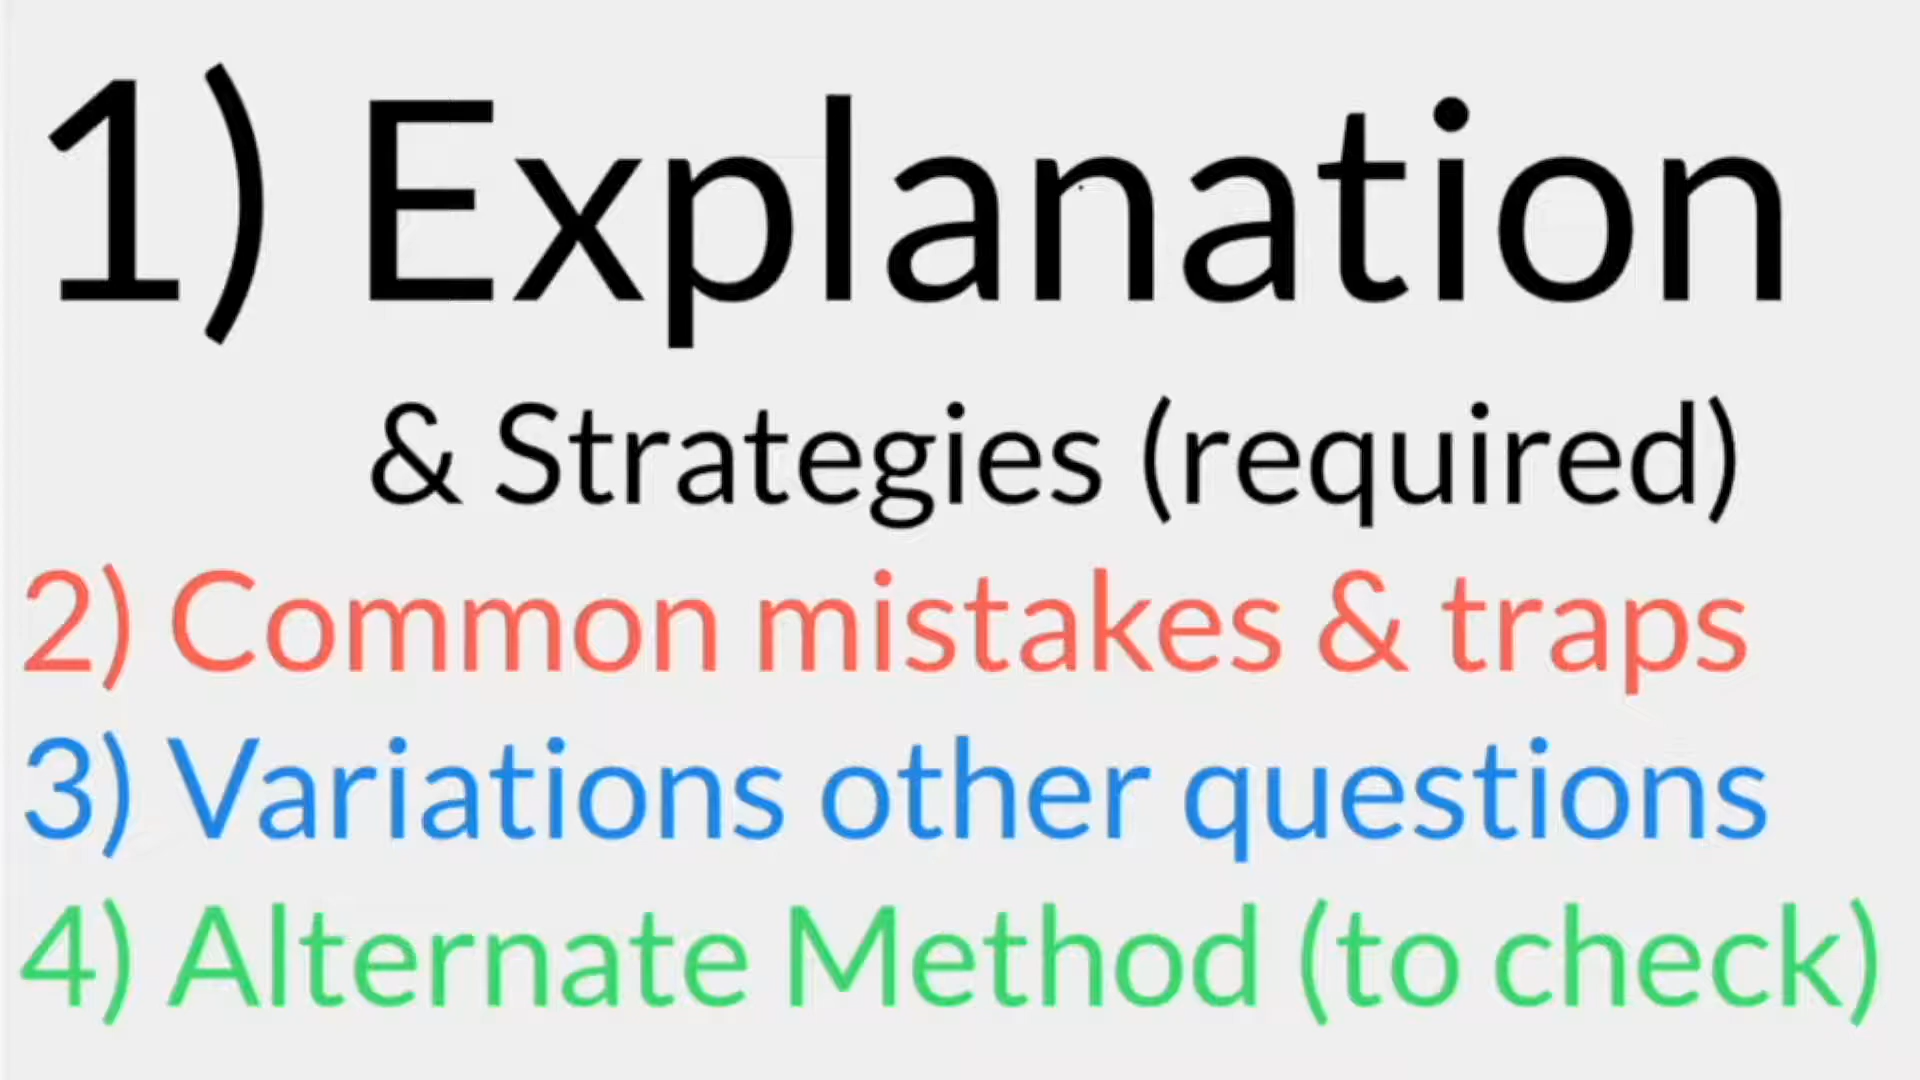 1) Explanation
& Strategies (required)
2) Common mistakes & traps
3) Variations other questions
4) Alternate Method (to check)